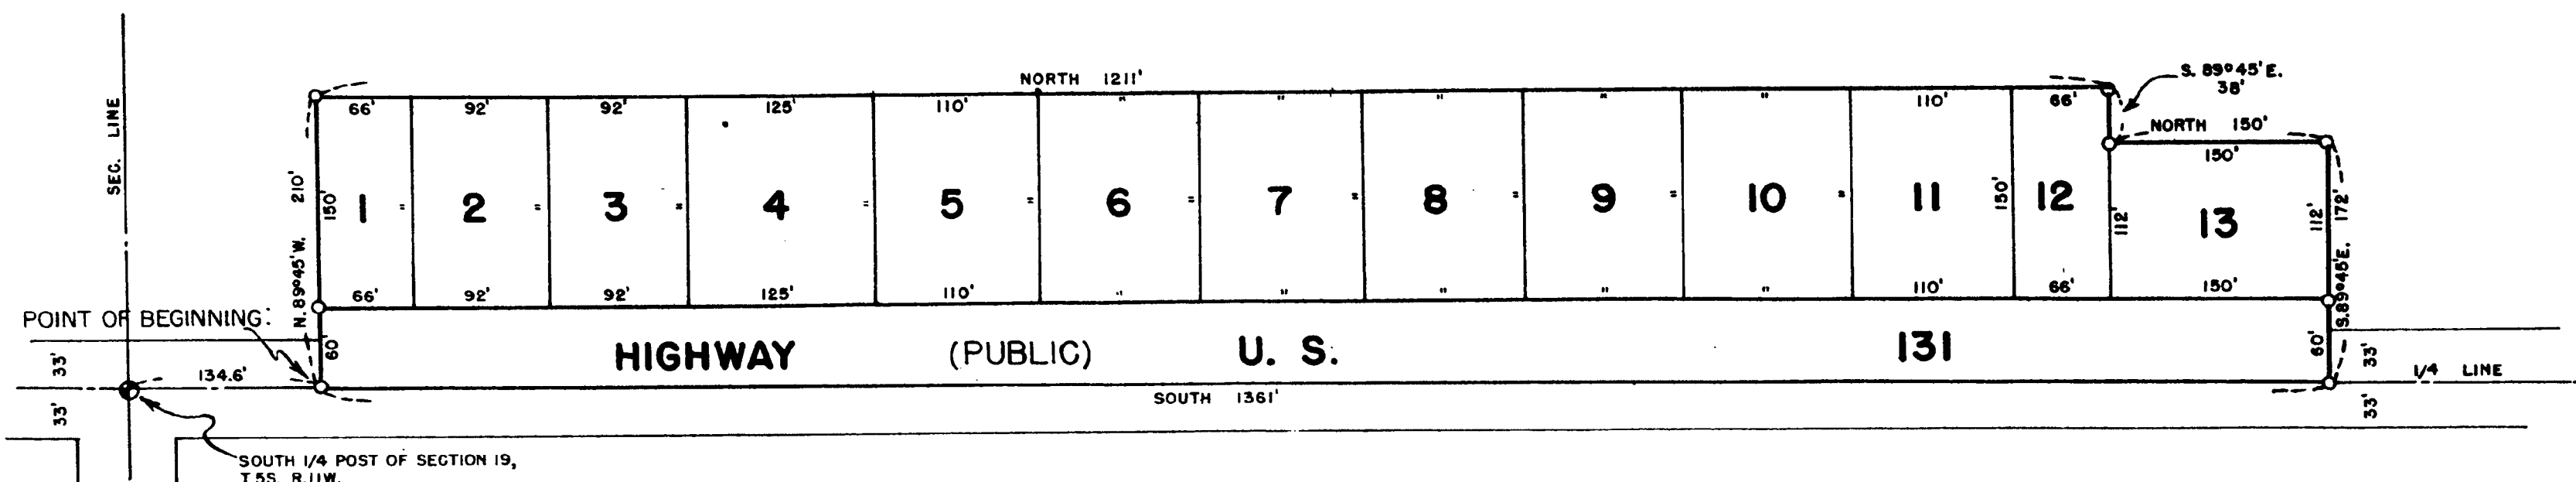 NORTH 1211'
S. 89°45' E.
38'
SEC. LINE
66' 92' 92' 125' 110' " " " " " 110' 66'
NORTH 150'
150'
N. 89°45' W. 210'
150'
1 " 2 " 3 " 4 " 5 " 6 " 7 " 8 " 9 " 10 " 11 150' 12 112' 13 112'
S. 89°45' E. 172'
66' 92' 92' 125' 110' " " " " " 110' 66' 150'
POINT OF BEGINNING:
60'
HIGHWAY (PUBLIC) U. S. 131
60'
33'
33'
134.6'
33'
33'
1/4 LINE
SOUTH 1361'
SOUTH 1/4 POST OF SECTION 19,
T.5S. R.11W.